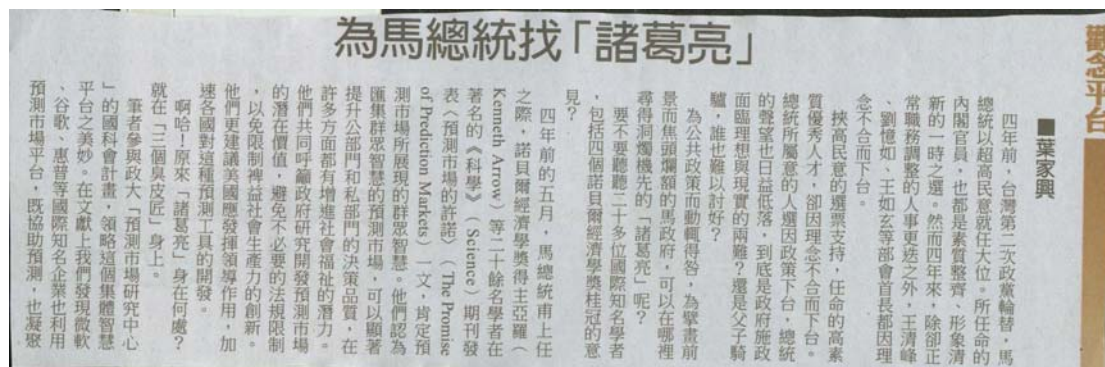 觀念平台
為馬總統找「諸葛亮」
■葉家興
四年前，台灣第二次政黨輪替，馬
總統以超高民意就任大位。所任命的
內閣官員，也都是素質整齊、形象清
新的一時之選。然而四年來，除卻正
常職務調整的人事更迭之外，王清峰
、劉憶如、王如玄等部會首長都因理
念不合而下台。
挾高民意的選票支持，任命的高素
質優秀人才，卻因理念不合而下台。
總統所屬意的人選因政策下台，總統
的聲望也日益低落，到底是政府施政
面臨理想與現實的兩難？還是父子騎
驢，誰也難以討好？
為公共政策而動輒得咎，為擘畫前
景而焦頭爛額的馬政府，可以在哪裡
尋得洞燭機先的「諸葛亮」呢？
要不要聽聽二十多位國際知名學者
，包括四個諾貝爾經濟學獎桂冠的意
見？
四年前的五月，馬總統甫上任
之際，諾貝爾經濟學獎得主亞羅（
Kenneth Arrow）等二十餘名學者在
著名的《科學》（Science）期刊發
表〈預測市場的許諾〉（The Promise
of Prediction Markets）一文，肯定預
測市場所展現的群眾智慧。他們認為
匯集群眾智慧的預測市場，可以顯著
提升公部門和私部門的決策品質，在
許多方面都有增進社會福祉的潛力。
他們共同呼籲政府研究開發預測市場
的潛在價值，避免不必要的法規限制
，以免限制裨益社會生產力的創新。
他們更建議美國應發揮領導作用，加
速各國對這種預測工具的開發。
啊哈！原來「諸葛亮」身在何處？
就在「三個臭皮匠」身上。
筆者參與政大「預測市場研究中心
」的國科會計畫，領略這個集體智慧
平台之美妙。在文獻上我們發現微軟
、谷歌、惠普等國際知名企業也利用
預測市場平台，既協助預測，也凝聚